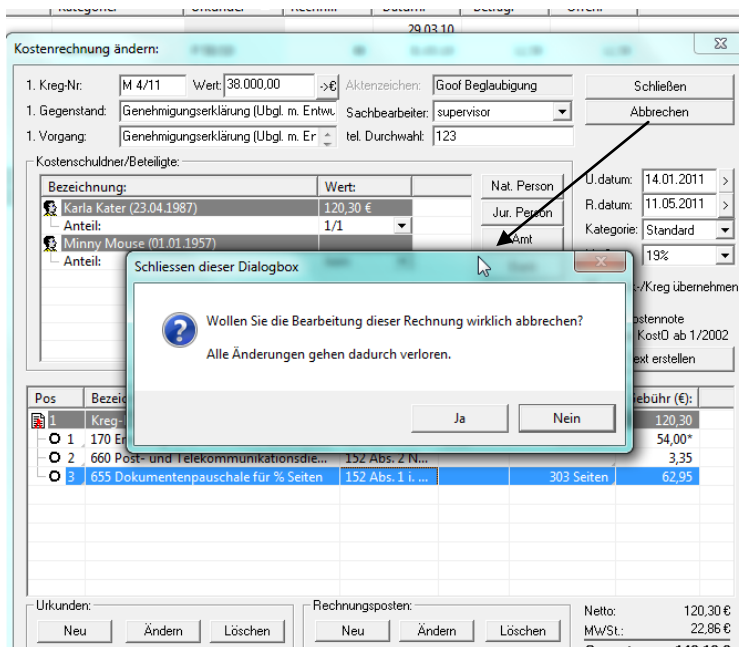 29.03.10
Kostenrechnung ändern:
1. Kreg-Nr: M 4/11 Wert: 38.000,00 ->€ Aktenzeichen: Goof Beglaubigung Schließen
1. Gegenstand: Genehmigungserklärung (Ubgl. m. Entwu Sachbearbeiter: supervisor Abbrechen
1. Vorgang: Genehmigungserklärung (Ubgl. m. Er tel. Durchwahl: 123
Kostenschuldner/Beteiligte:
Bezeichnung: Wert: Nat. Person U.datum: 14.01.2011 >
Karla Kater (23.04.1987) 120,30 € Jur. Person R.datum: 11.05.2011 >
Anteil: 1/1 Amt Kategorie: Standard
Minny Mouse (01.01.1957)
Anteil: 19%
Schliessen dieser Dialogbox
-/Kreg übernehmen
Wollen Sie die Bearbeitung dieser Rechnung wirklich abbrechen?
ostennote
KostO ab 1/2002
Alle Änderungen gehen dadurch verloren.
ext erstellen
Ja Nein
Pos Bezeic ebühr (€):
1 Kreg- 120,30
1 170 En 54,00*
2 660 Post- und Telekommunikationsdie... 152 Abs. 2 N... 3,35
3 655 Dokumentenpauschale für % Seiten 152 Abs. 1 i. ... 303 Seiten 62,95
Urkunden: Rechnungsposten: Netto: 120,30 €
Neu Ändern Löschen Neu Ändern Löschen MWSt.: 22,86 €